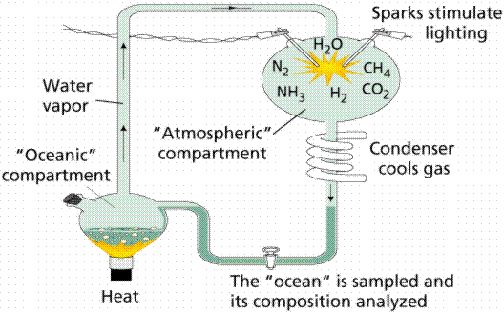 Sparks stimulate
lighting
H₂O
N₂
CH₄
NH₃
H₂
CO₂
Water
vapor
"Atmospheric"
compartment
Condenser
cools gas
"Oceanic"
compartment
Heat
The "ocean" is sampled and
its composition analyzed